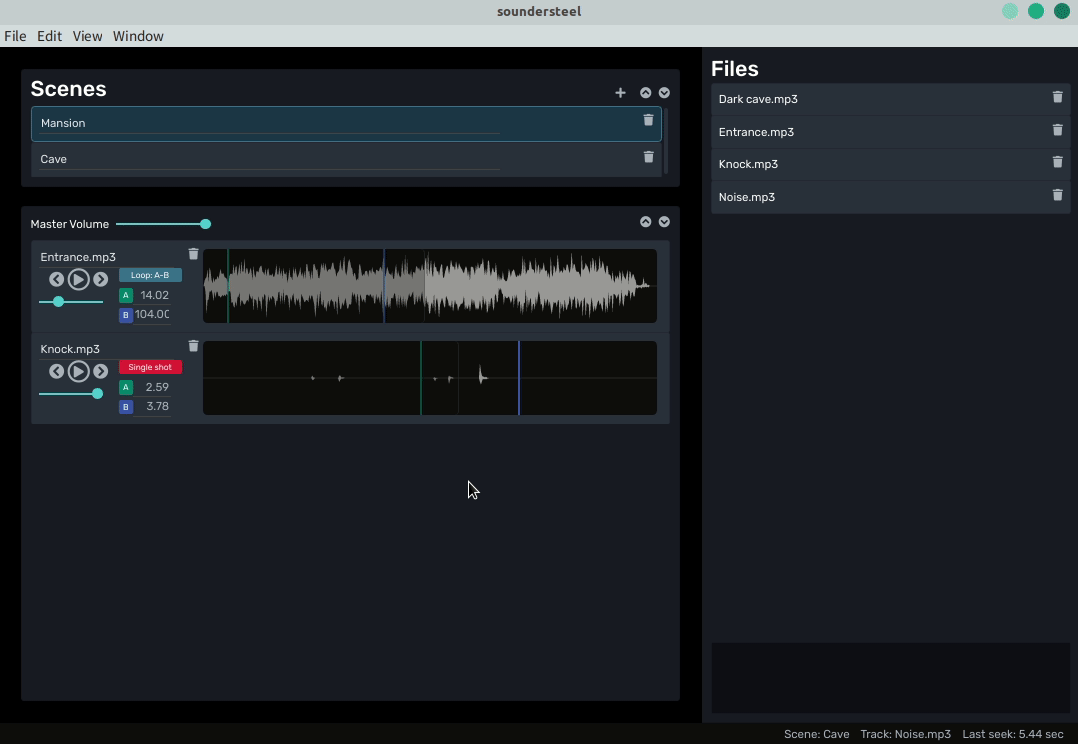 soundersteel
File Edit View Window
Scenes
Mansion
Cave
Master Volume
Entrance.mp3
Loop: A-B
A 14.02
B 104.00
Knock.mp3
Single shot
A 2.59
B 3.78
Files
Dark cave.mp3
Entrance.mp3
Knock.mp3
Noise.mp3
Scene: Cave Track: Noise.mp3 Last seek: 5.44 sec